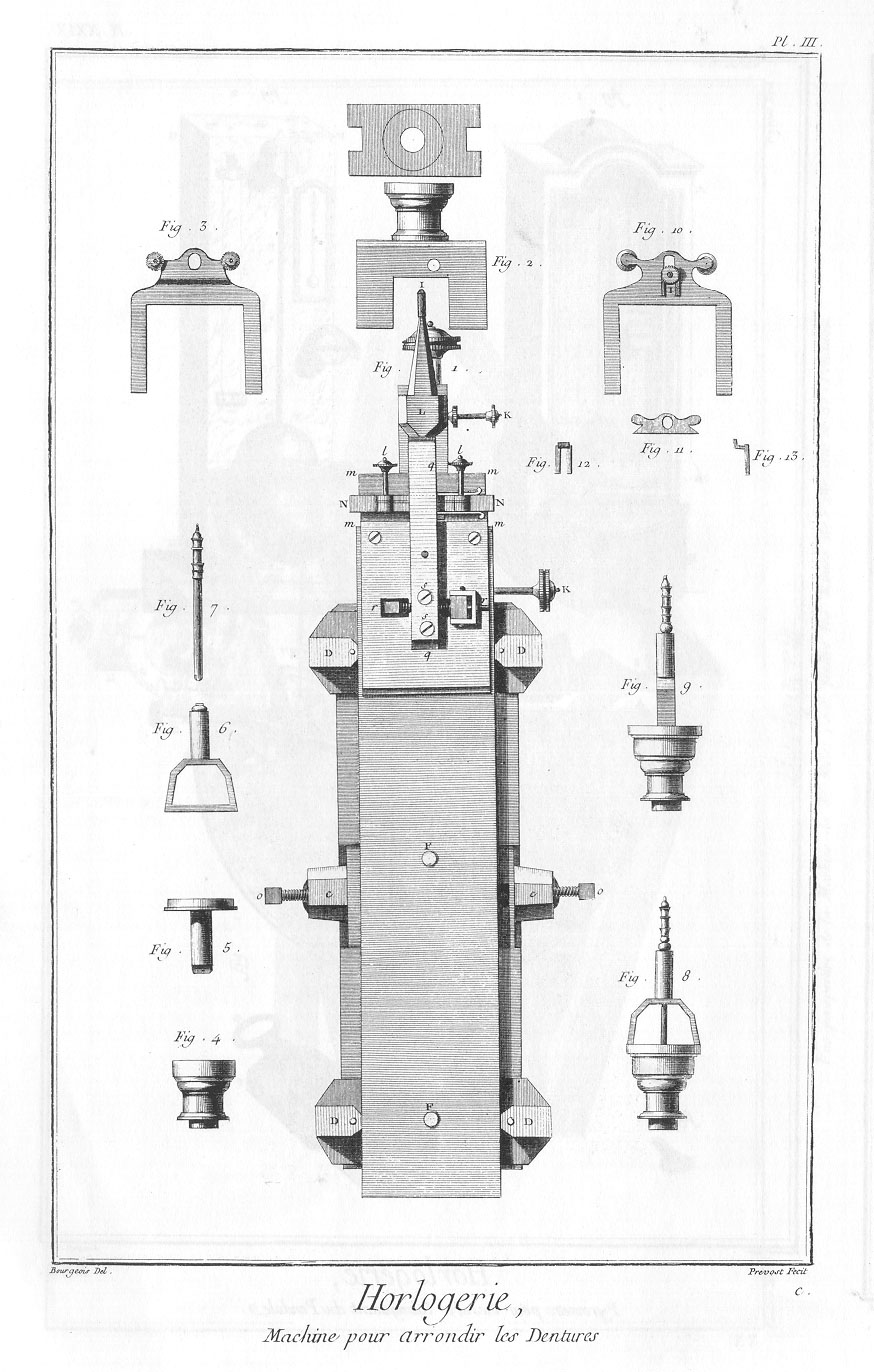 Pl. III.
Fig. 3.
Fig. 10.
Fig. 2.
I
I
Fig. 1.
L
K
Fig. 11.
Fig. 12.
Fig. 13.
l
l
m
q
m
N
N
m
m
s
K
r
Fig. 7.
s
D
D
q
Fig. 9.
Fig. 6.
F
o
c
c
o
Fig. 5.
Fig. 8.
Fig. 4.
F
D
D
Bourgeois Del.
Prevost Fecit
C.
Horlogerie,
Machine pour arrondir les Dentures